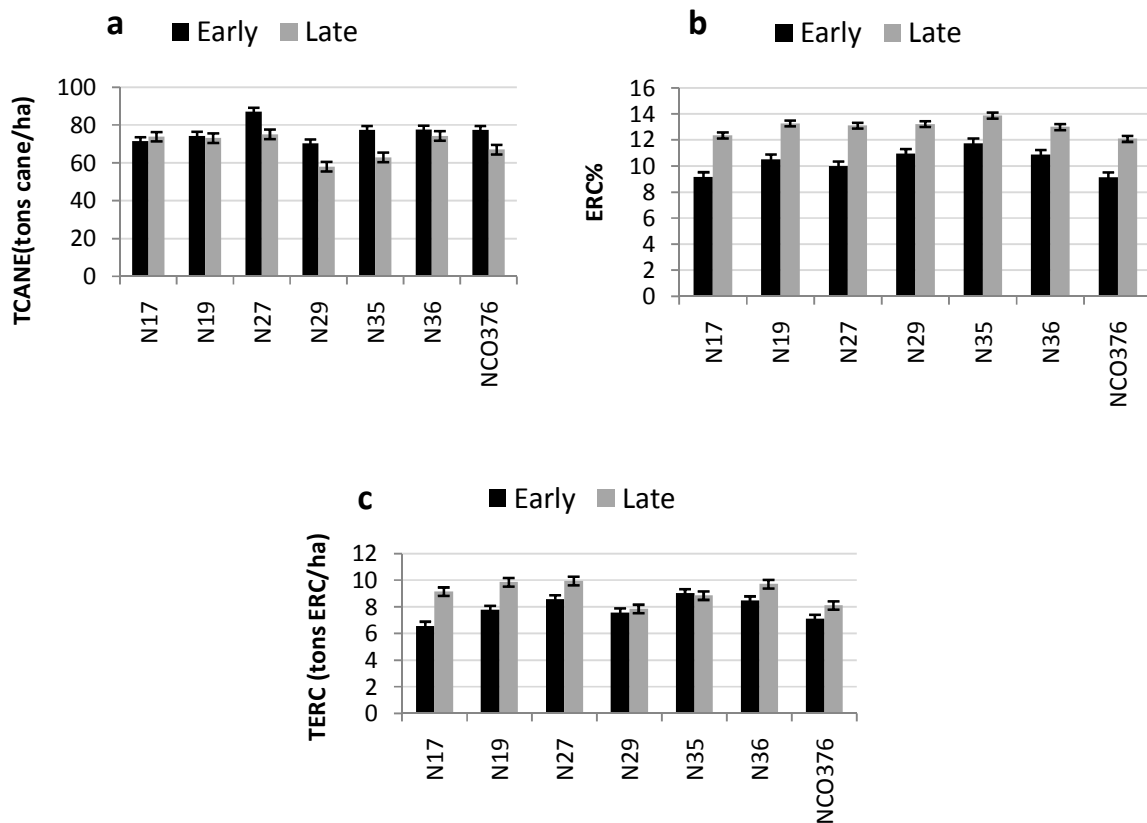 a
Early Late
TCANE(tons cane/ha)
100
80
60
40
20
0
N17 N19 N27 N29 N35 N36 NCO376
b
Early Late
ERC%
16
14
12
10
8
6
4
2
0
N17 N19 N27 N29 N35 N36 NCO376
c
Early Late
TERC (tons ERC/ha)
12
10
8
6
4
2
0
N17 N19 N27 N29 N35 N36 NCO376